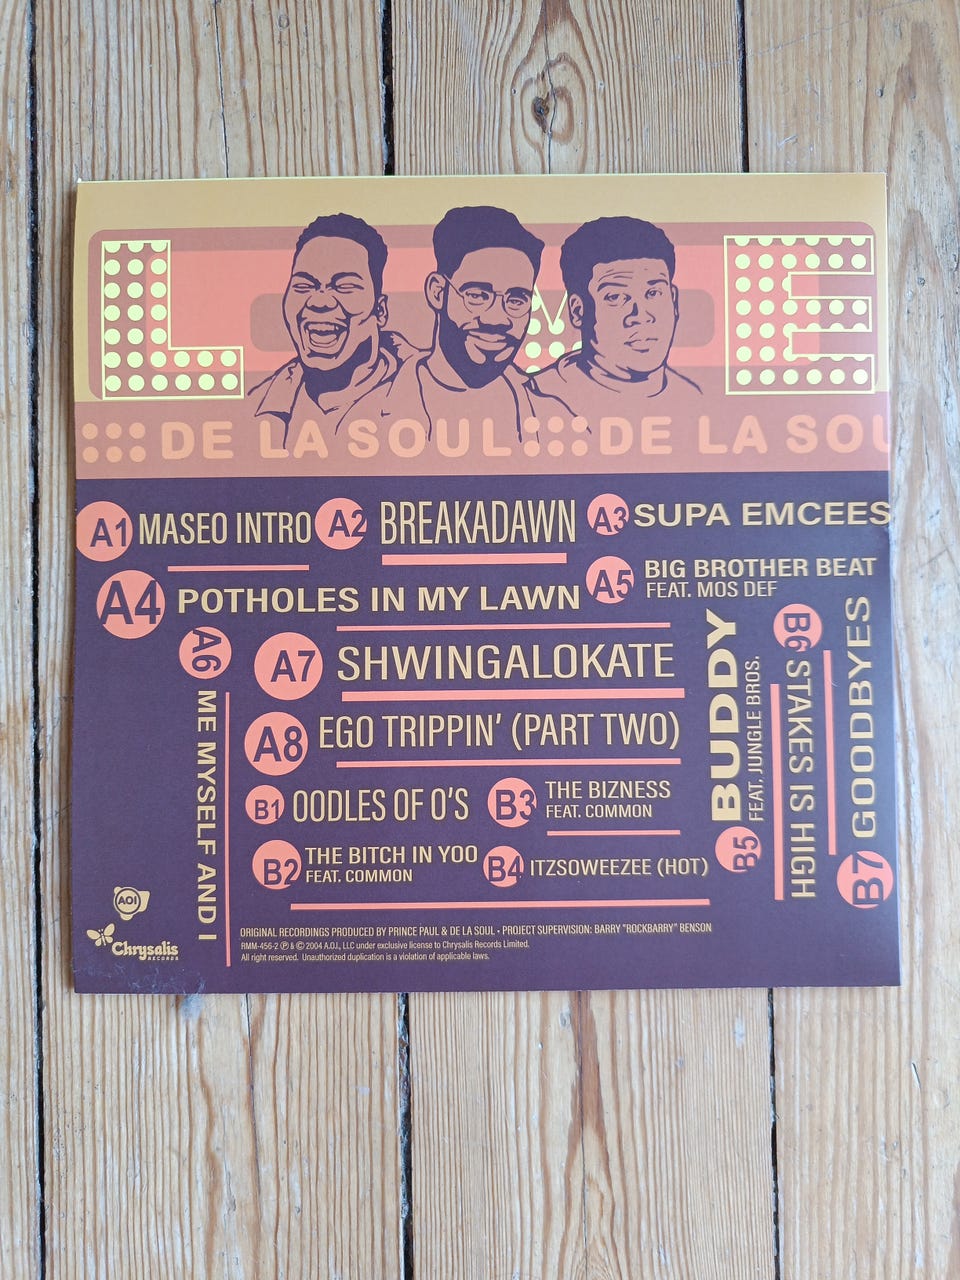 L VE
DE LA SOUL DE LA SOU
A1 MASEO INTRO
A2 BREAKADAWN
A3 SUPA EMCEES
A4 POTHOLES IN MY LAWN
A5 BIG BROTHER BEAT
FEAT. MOS DEF
A6 ME MYSELF AND I
A7 SHWINGALOKATE
A8 EGO TRIPPIN' (PART TWO)
B1 OODLES OF O'S
B2 THE BITCH IN YOO
FEAT. COMMON
B3 THE BIZNESS
FEAT. COMMON
B4 ITZSOWEEZEE (HOT)
B5 BUDDY
FEAT. JUNGLE BROS.
B6 STAKES IS HIGH
B7 GOODBYES
AOI
Chrysalis
RECORDS
ORIGINAL RECORDINGS PRODUCED BY PRINCE PAUL & DE LA SOUL • PROJECT SUPERVISION: BARRY "ROCKBARRY" BENSON
RMM-456-2 ℗ & © 2004 A.O.I., LLC under exclusive license to Chrysalis Records Limited.
All right reserved. Unauthorized duplication is a violation of applicable laws.